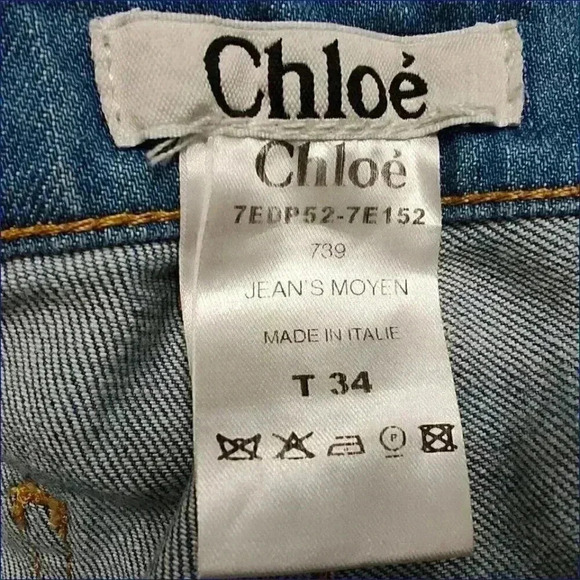 Chloé
Chloé
7EDP52-7E152
739
JEAN'S MOYEN
MADE IN ITALIE
T 34
P